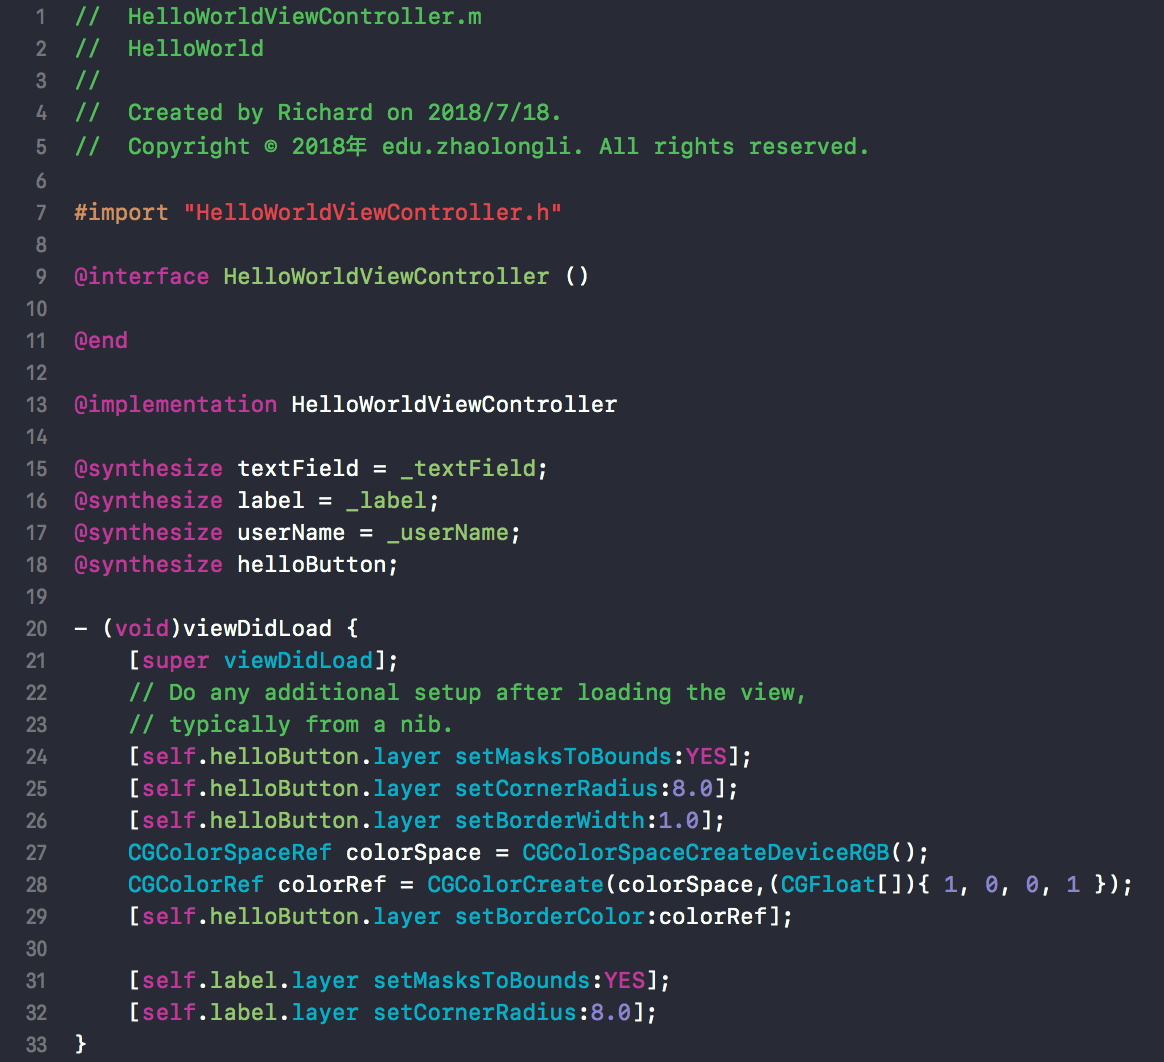 1 //  HelloWorldViewController.m
2 //  HelloWorld
3 //
4 //  Created by Richard on 2018/7/18.
5 //  Copyright © 2018年 edu.zhaolongli. All rights reserved.
6
7 #import "HelloWorldViewController.h"
8
9 @interface HelloWorldViewController ()
10
11 @end
12
13 @implementation HelloWorldViewController
14
15 @synthesize textField = _textField;
16 @synthesize label = _label;
17 @synthesize userName = _userName;
18 @synthesize helloButton;
19
20 - (void)viewDidLoad {
21     [super viewDidLoad];
22     // Do any additional setup after loading the view,
23     // typically from a nib.
24     [self.helloButton.layer setMasksToBounds:YES];
25     [self.helloButton.layer setCornerRadius:8.0];
26     [self.helloButton.layer setBorderWidth:1.0];
27     CGColorSpaceRef colorSpace = CGColorSpaceCreateDeviceRGB();
28     CGColorRef colorRef = CGColorCreate(colorSpace,(CGFloat[]){ 1, 0, 0, 1 });
29     [self.helloButton.layer setBorderColor:colorRef];
30
31     [self.label.layer setMasksToBounds:YES];
32     [self.label.layer setCornerRadius:8.0];
33 }